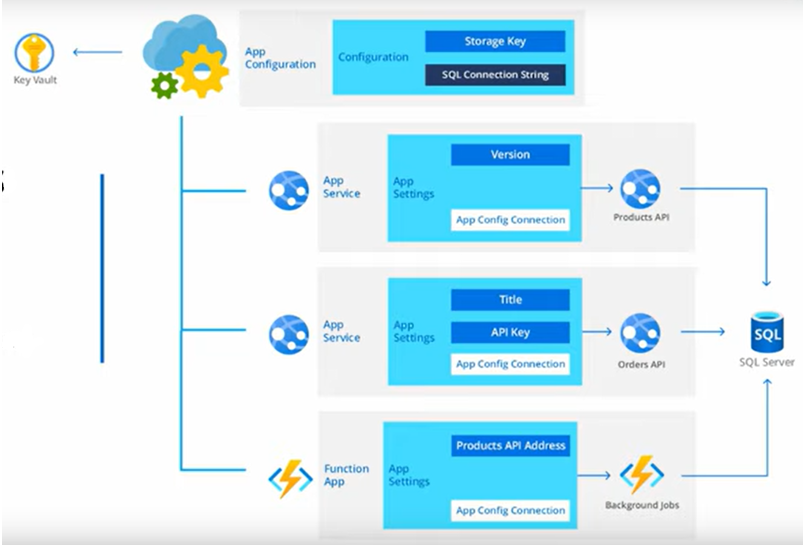 Key Vault
App
Configuration
Configuration
Storage Key
SQL Connection String
App
Service
App
Settings
Version
App Config Connection
Products API
App
Service
App
Settings
Title
API Key
App Config Connection
Orders API
SQL
SQL Server
Function
App
App
Settings
Products API Address
App Config Connection
Background Jobs